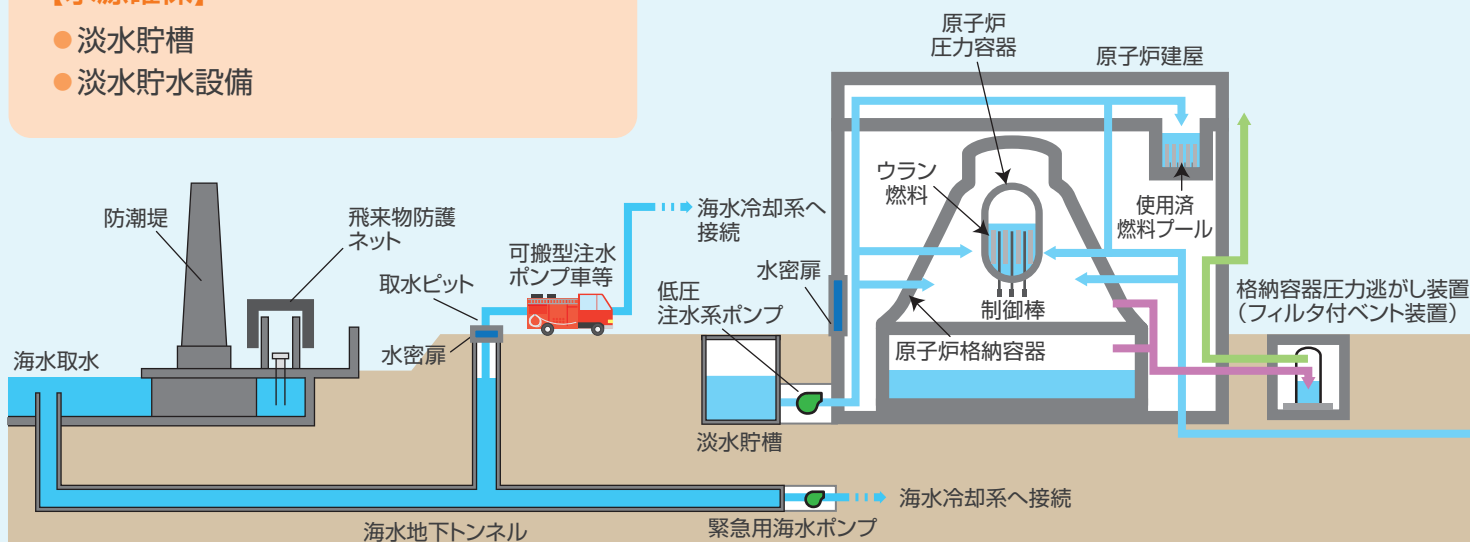 【水源確保】
●淡水貯槽
●淡水貯水設備
原子炉
圧力容器
原子炉建屋
ウラン
燃料
使用済
燃料プール
防潮堤
飛来物防護
ネット
海水冷却系へ
接続
可搬型注水
ポンプ車等
取水ピット
水密扉
低圧
注水系ポンプ
水密扉
制御棒
原子炉格納容器
格納容器圧力逃がし装置
（フィルタ付ベント装置）
海水取水
淡水貯槽
海水冷却系へ接続
海水地下トンネル
緊急用海水ポンプ